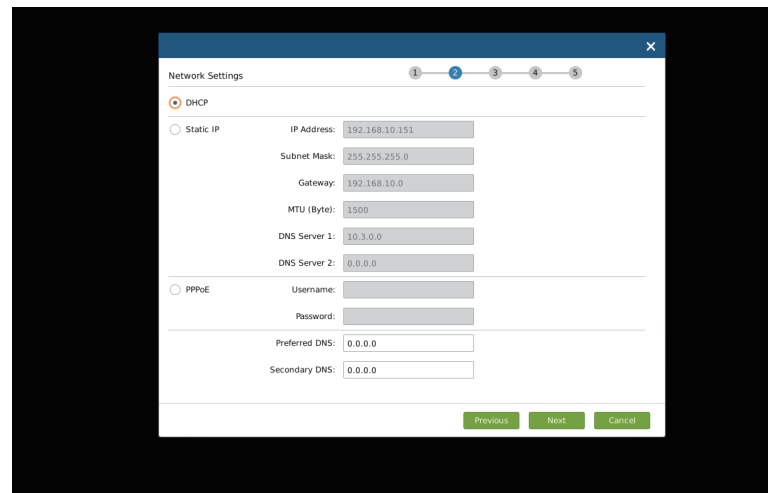 Network Settings 1 2 3 4 5
DHCP
Static IP IP Address: 192.168.10.151
Subnet Mask: 255.255.255.0
Gateway: 192.168.10.0
MTU (Byte): 1500
DNS Server 1: 10.3.0.0
DNS Server 2: 0.0.0.0
PPPoE Username:
Password:
Preferred DNS: 0.0.0.0
Secondary DNS: 0.0.0.0
Previous Next Cancel